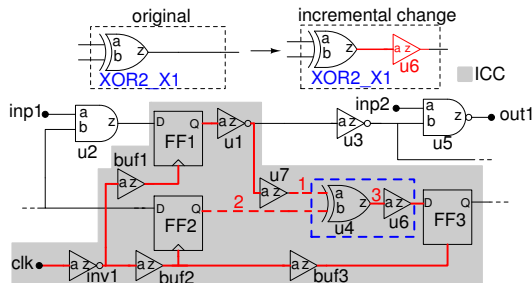 original
incremental change
a
b
z
XOR2_X1
a
b
z
XOR2_X1
a z
u6
ICC
inp1
a
b
z
u2
D
Q
FF1
a z
u1
a z
u3
inp2
a
b
z
u5
out1
buf1
a z
u7
a z
1
a
b
z
u4
3
a z
u6
D
FF3
D
Q
FF2
2
clk
a z
inv1
a z
buf2
a z
buf3